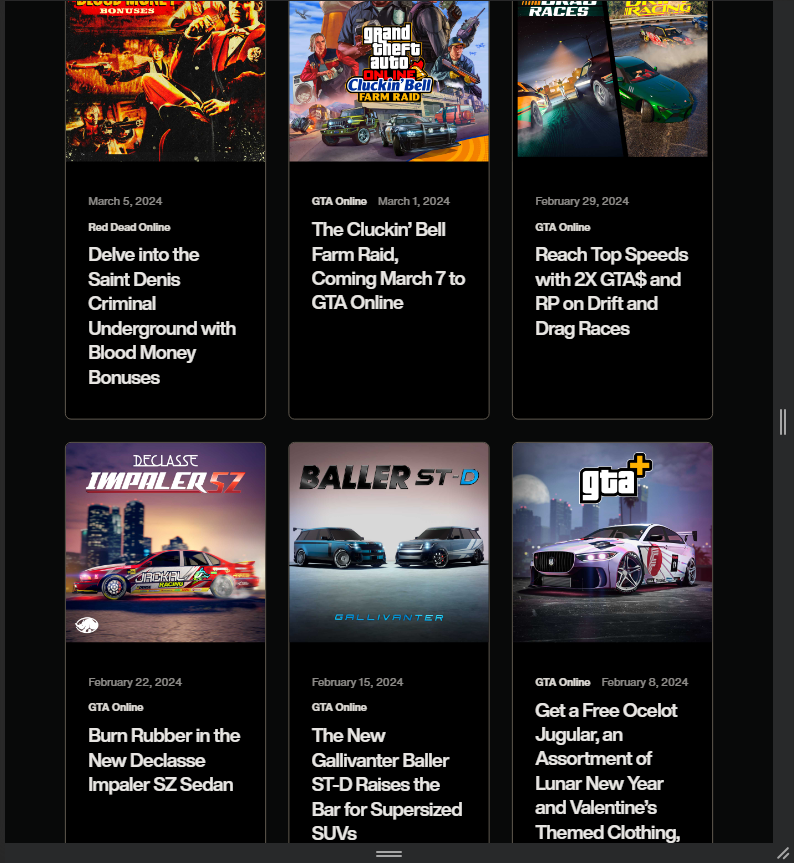 BLOOD MONEY
BONUSES
grand
theft
auto
ONLINE
Cluckin' Bell
FARM RAID
DRAG
RACES
RACING
March 5, 2024
Red Dead Online
Delve into the
Saint Denis
Criminal
Underground with
Blood Money
Bonuses
GTA Online March 1, 2024
The Cluckin’ Bell
Farm Raid,
Coming March 7 to
GTA Online
February 29, 2024
GTA Online
Reach Top Speeds
with 2X GTA$ and
RP on Drift and
Drag Races
DECLASSE
IMPALER SZ
JACKAL
RACING
BALLER ST-D
GALLIVANTER
gta+
February 22, 2024
GTA Online
Burn Rubber in the
New Declasse
Impaler SZ Sedan
February 15, 2024
GTA Online
The New
Gallivanter Baller
ST-D Raises the
Bar for Supersized
SUVs
GTA Online February 8, 2024
Get a Free Ocelot
Jugular, an
Assortment of
Lunar New Year
and Valentine’s
Themed Clothing,